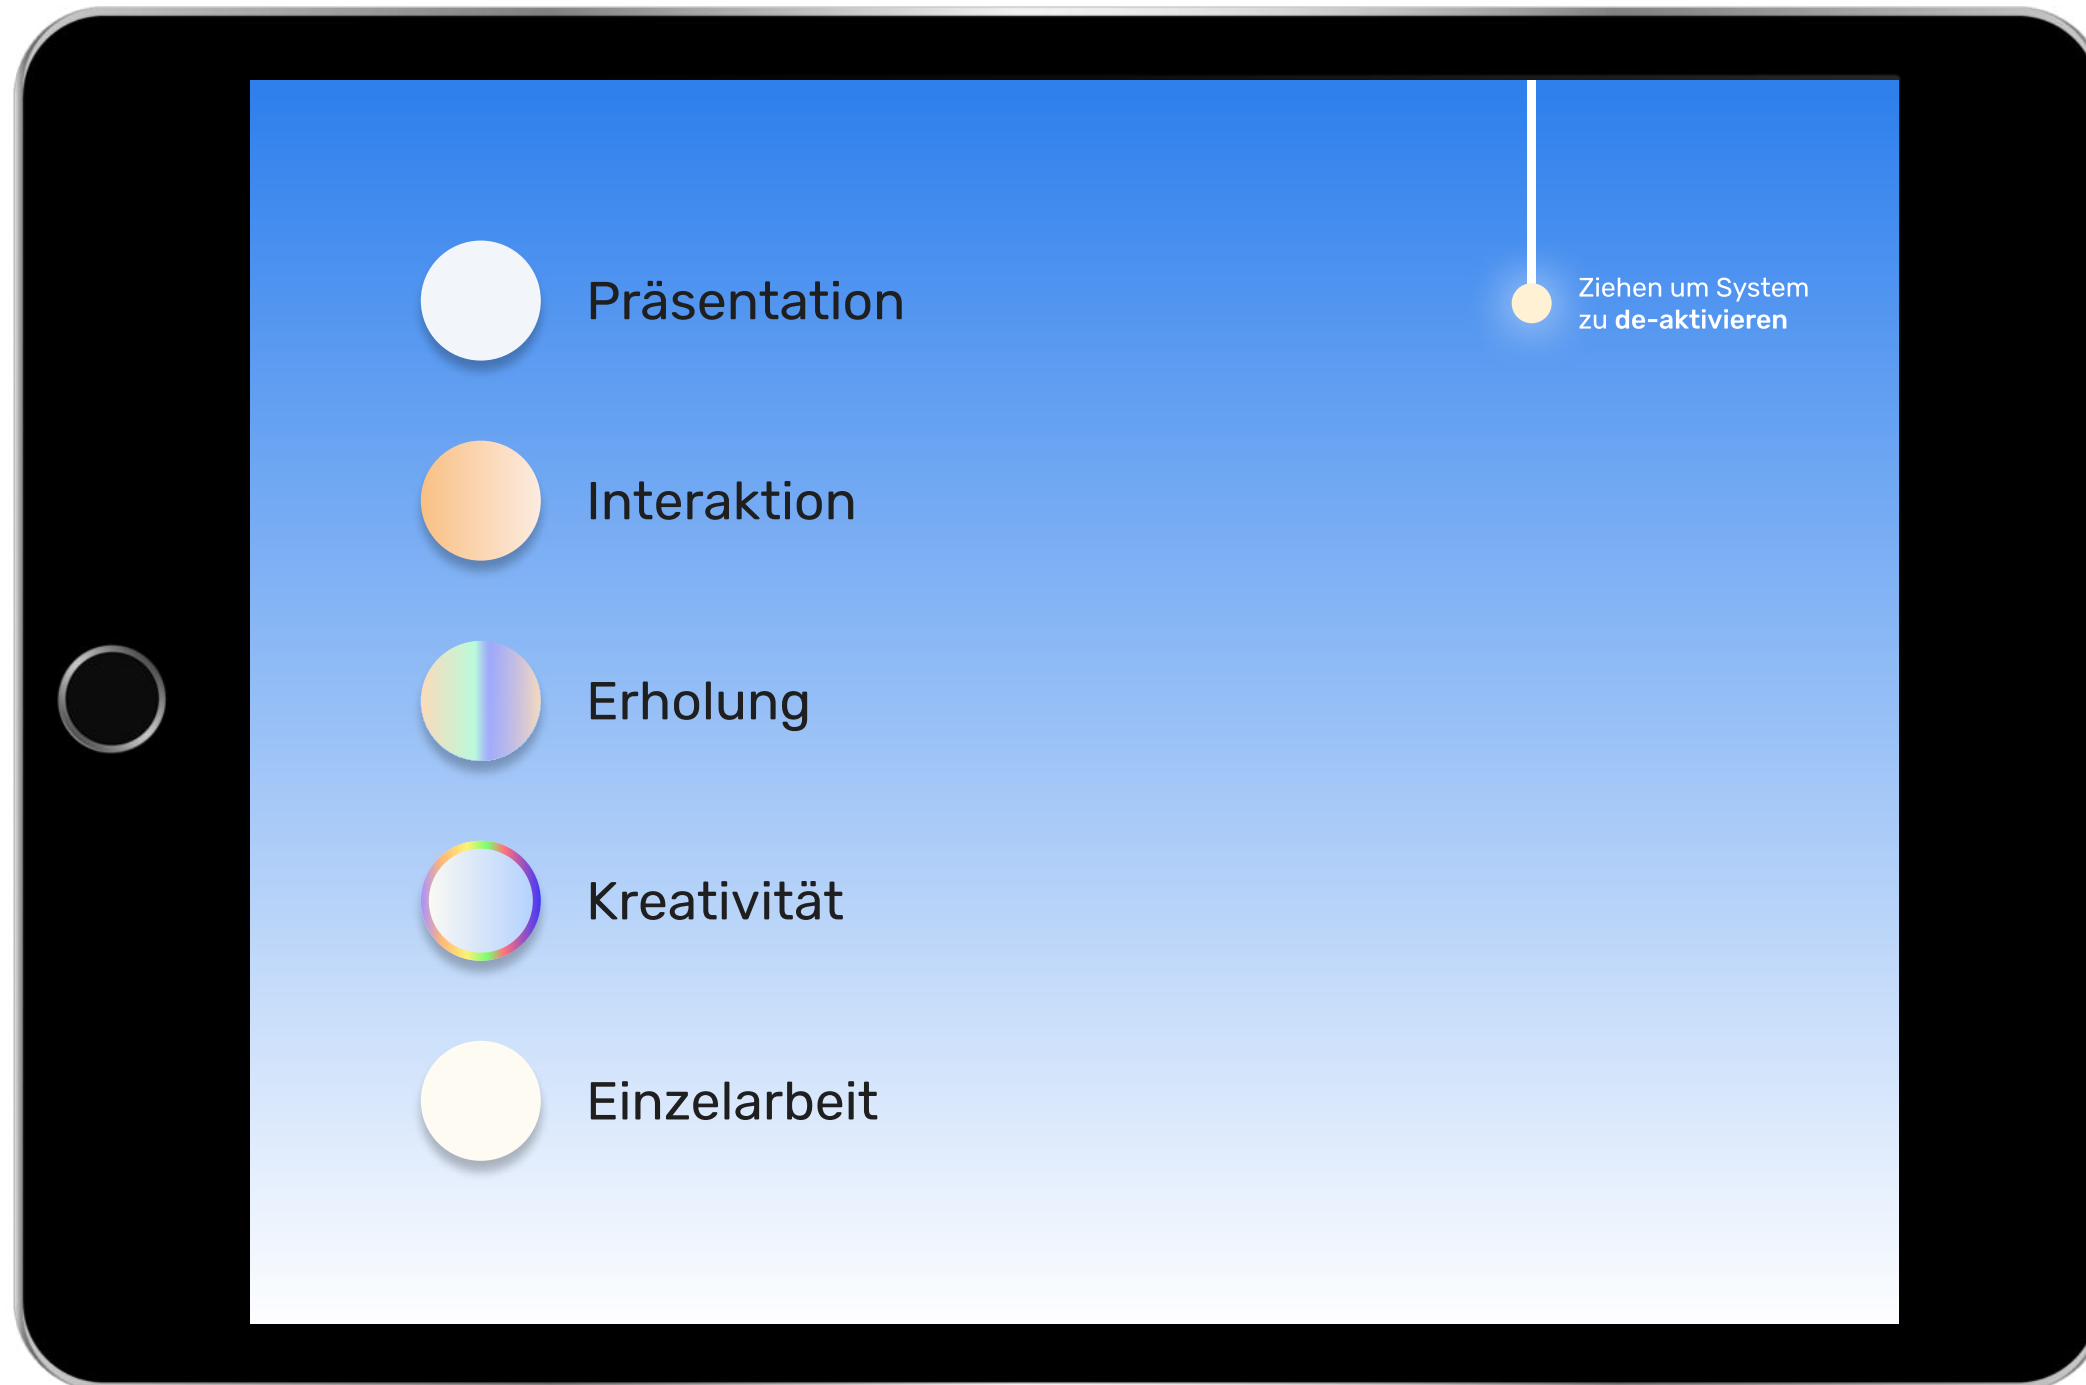 Präsentation
Ziehen um System
zu de-aktivieren
Interaktion
Erholung
Kreativität
Einzelarbeit